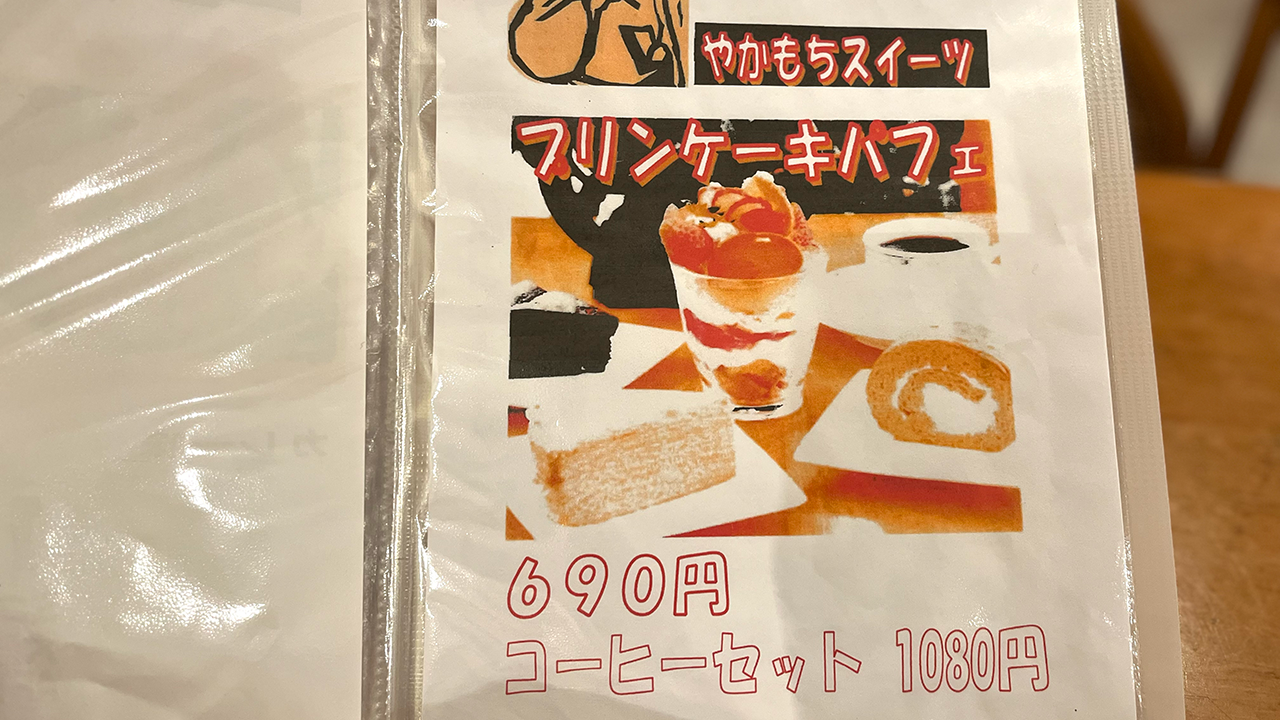 やかもちスイーツ
プリンケーキパフェ
690円
コーヒーセット 1080円